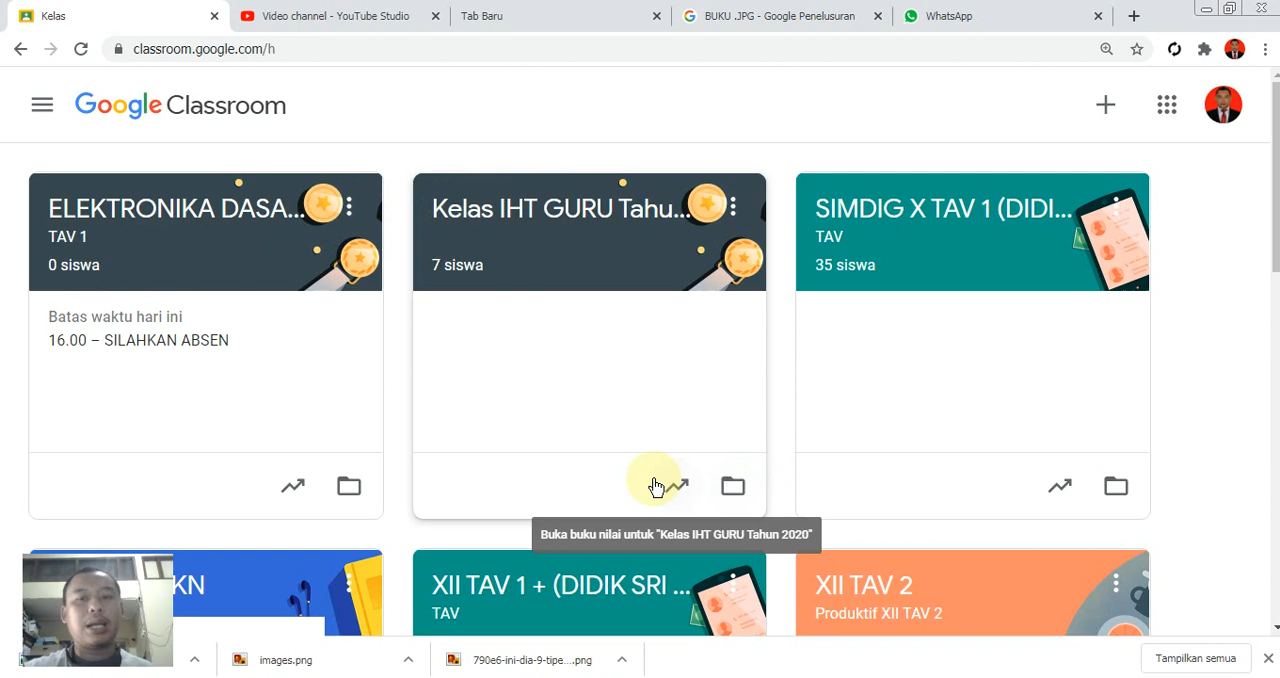 Kelas
Video channel - YouTube Studio
Tab Baru
BUKU .JPG - Google Penelusuran
WhatsApp
classroom.google.com/h
Google Classroom
ELEKTRONIKA DASA...
TAV 1
0 siswa
Batas waktu hari ini
16.00 – SILAHKAN ABSEN
Kelas IHT GURU Tahu...
7 siswa
SIMDIG X TAV 1 (DIDI...
TAV
35 siswa
Buka buku nilai untuk "Kelas IHT GURU Tahun 2020"
KN
XII TAV 1 + (DIDIK SRI ...
TAV
XII TAV 2
Produktif XII TAV 2
images.png
790e6-ini-dia-9-tipe....png
Tampilkan semua